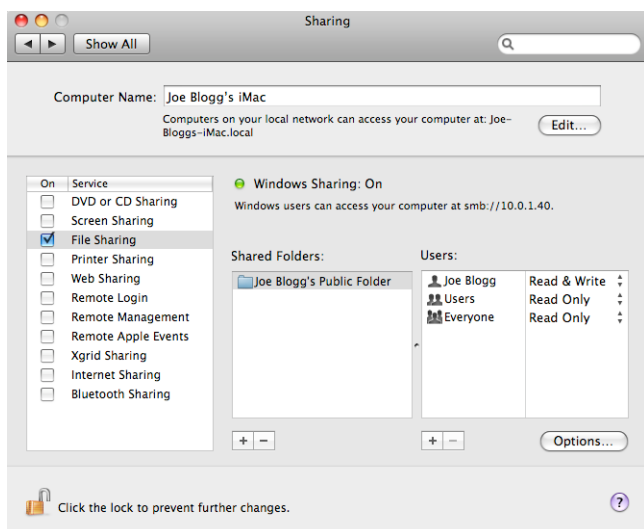 Sharing
Show All
Computer Name: Joe Blogg's iMac
Computers on your local network can access your computer at: Joe-
Bloggs-iMac.local
Edit...
On Service
DVD or CD Sharing
Screen Sharing
File Sharing
Printer Sharing
Web Sharing
Remote Login
Remote Management
Remote Apple Events
Xgrid Sharing
Internet Sharing
Bluetooth Sharing
Windows Sharing: On
Windows users can access your computer at smb://10.0.1.40.
Shared Folders:
Joe Blogg's Public Folder
Users:
Joe Blogg Read & Write
Users Read Only
Everyone Read Only
+ −
+ −
Options...
Click the lock to prevent further changes.
?